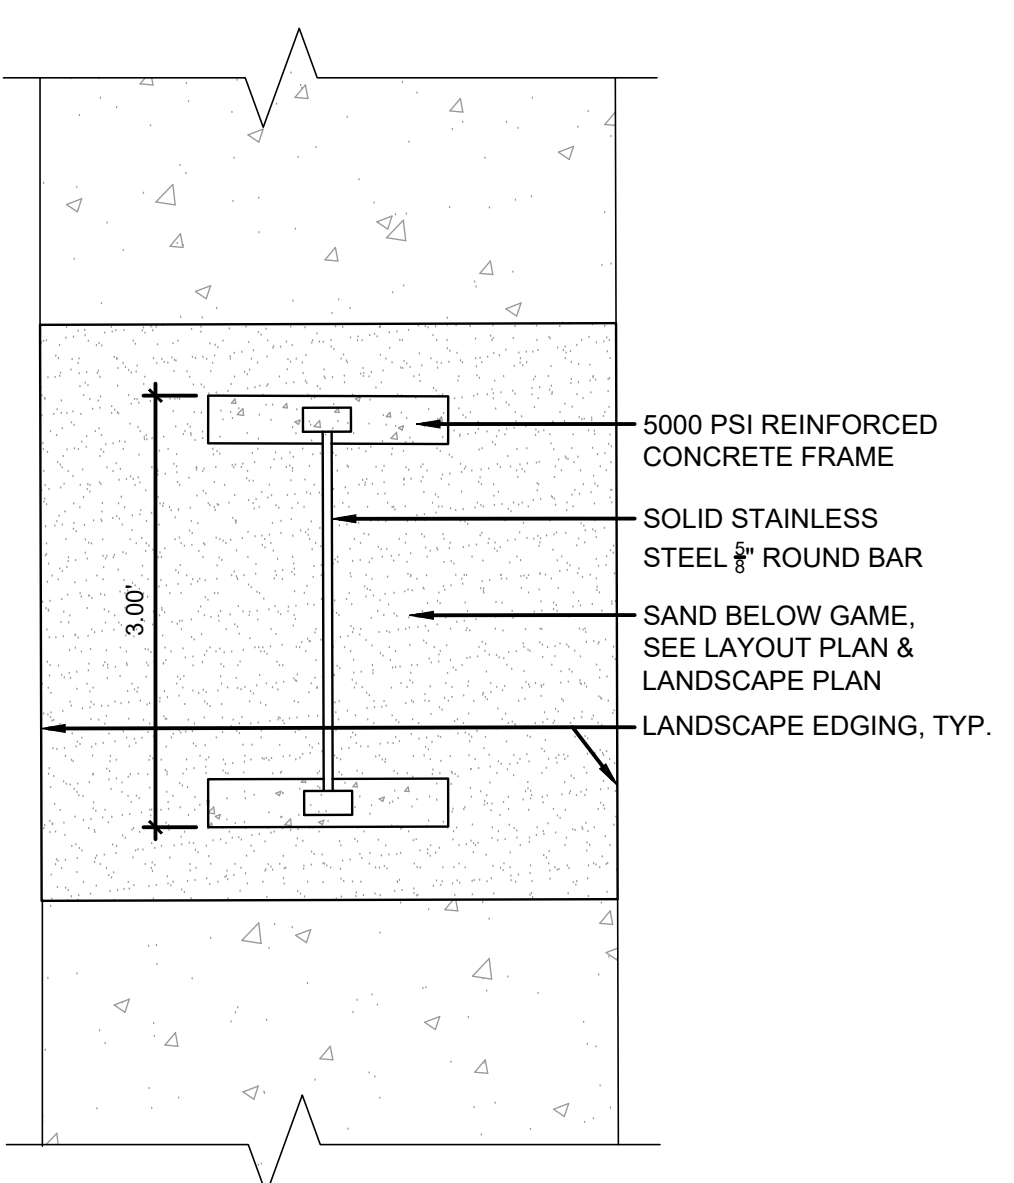 5000 PSI REINFORCED
CONCRETE FRAME
SOLID STAINLESS
STEEL 5/8" ROUND BAR
3.00'
SAND BELOW GAME,
SEE LAYOUT PLAN &
LANDSCAPE PLAN
LANDSCAPE EDGING, TYP.